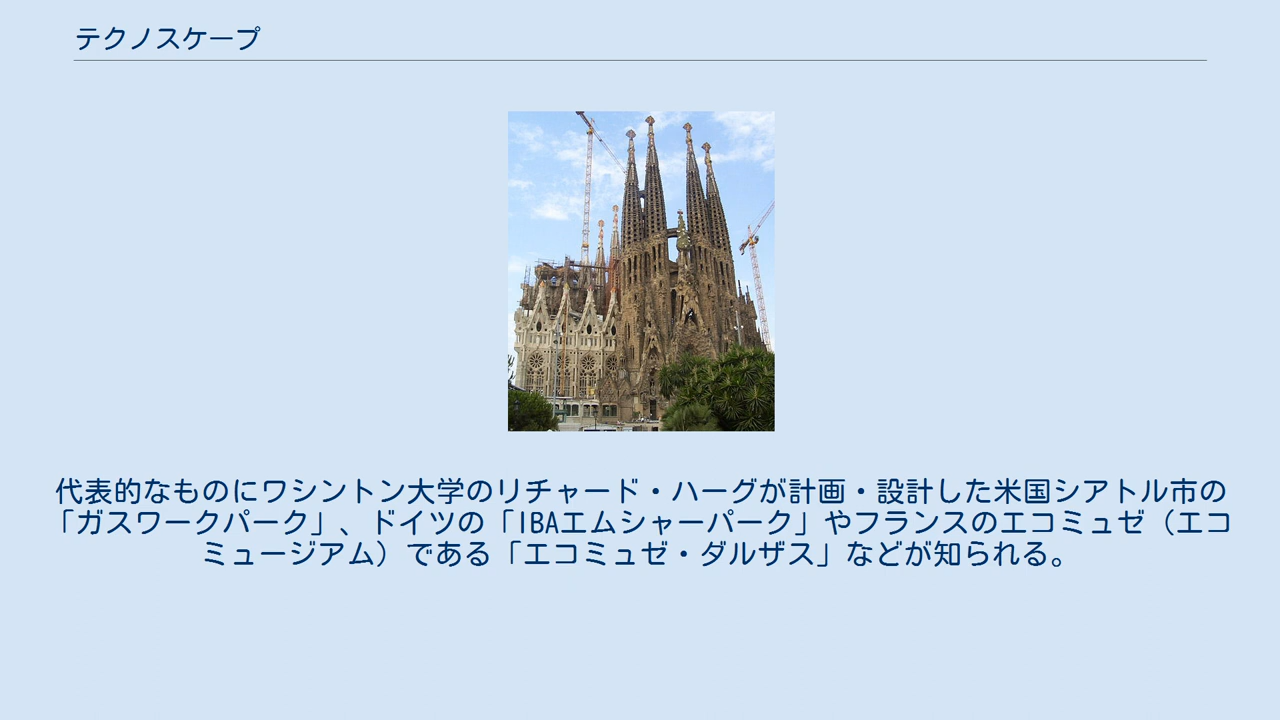 テクノスケープ
代表的なものにワシントン大学のリチャード・ハーグが計画・設計した米国シアトル市の
「ガスワークパーク」、ドイツの「IBAエムシャーパーク」やフランスのエコミュゼ（エコ
ミュージアム）である「エコミュゼ・ダルザス」などが知られる。